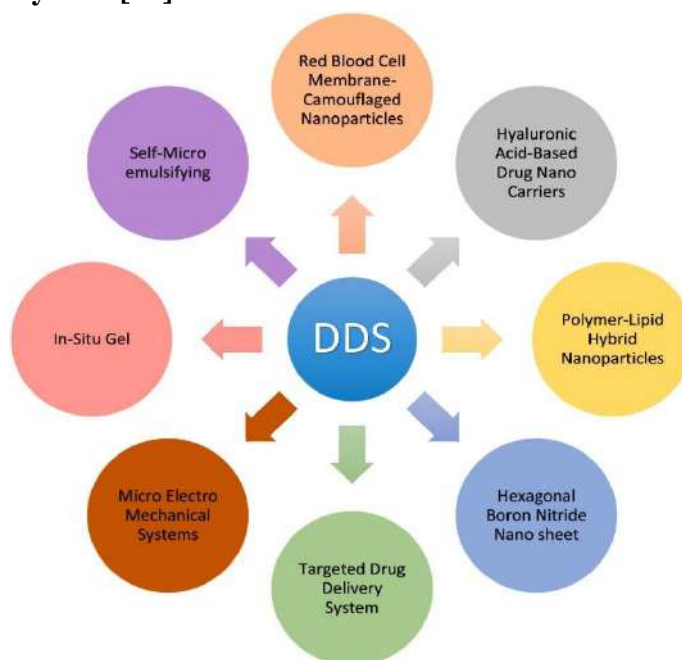 Red Blood Cell
Membrane-
Camouflaged
Nanoparticles
Hyaluronic
Acid-Based
Drug Nano
Carriers
Polymer-Lipid
Hybrid
Nanoparticles
Hexagonal
Boron Nitride
Nano sheet
Targeted Drug
Delivery
System
Micro Electro
Mechanical
Systems
In-Situ Gel
Self-Micro
emulsifying
DDS